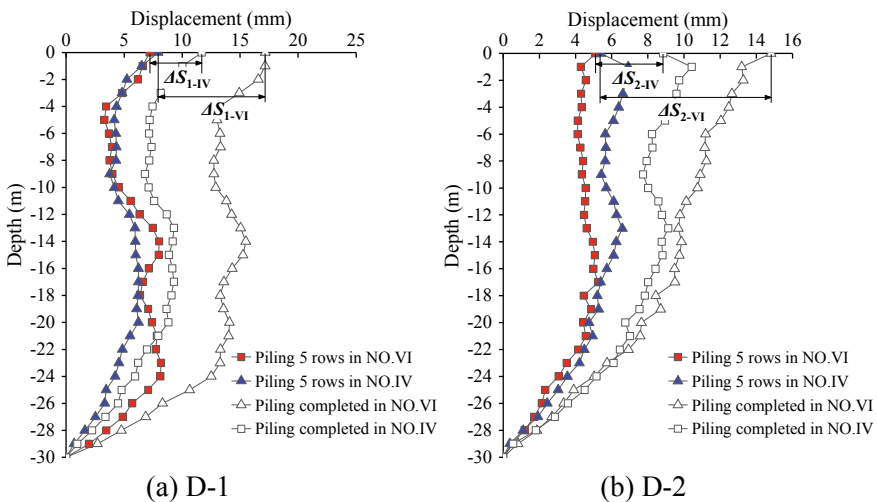 Displacement (mm)
0 5 10 15 20 25
0
-2
-4
-6
-8
-10
-12
-14
-16
-18
-20
-22
-24
-26
-28
-30
Depth (m)
ΔS1-IV
ΔS1-VI
Piling 5 rows in NO.VI
Piling 5 rows in NO.IV
Piling completed in NO.VI
Piling completed in NO.IV
(a) D-1
Displacement (mm)
0 2 4 6 8 10 12 14 16
0
-2
-4
-6
-8
-10
-12
-14
-16
-18
-20
-22
-24
-26
-28
-30
Depth (m)
ΔS2-IV
ΔS2-VI
Piling 5 rows in NO.VI
Piling 5 rows in NO.IV
Piling completed in NO.VI
Piling completed in NO.IV
(b) D-2